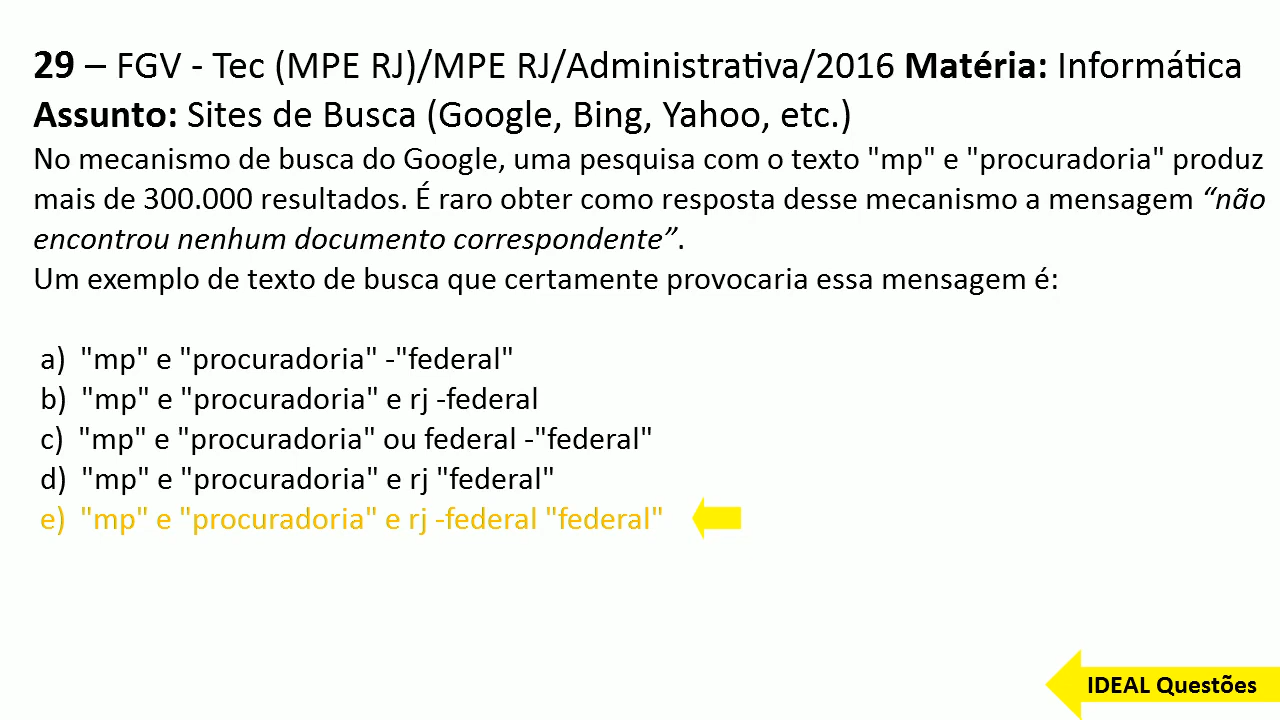 29 – FGV - Tec (MPE RJ)/MPE RJ/Administrativa/2016 Matéria: Informática
Assunto: Sites de Busca (Google, Bing, Yahoo, etc.)
No mecanismo de busca do Google, uma pesquisa com o texto "mp" e "procuradoria" produz
mais de 300.000 resultados. É raro obter como resposta desse mecanismo a mensagem “não
encontrou nenhum documento correspondente”.
Um exemplo de texto de busca que certamente provocaria essa mensagem é:
a) "mp" e "procuradoria" -"federal"
b) "mp" e "procuradoria" e rj -federal
c) "mp" e "procuradoria" ou federal -"federal"
d) "mp" e "procuradoria" e rj "federal"
e) "mp" e "procuradoria" e rj -federal "federal"
IDEAL Questões